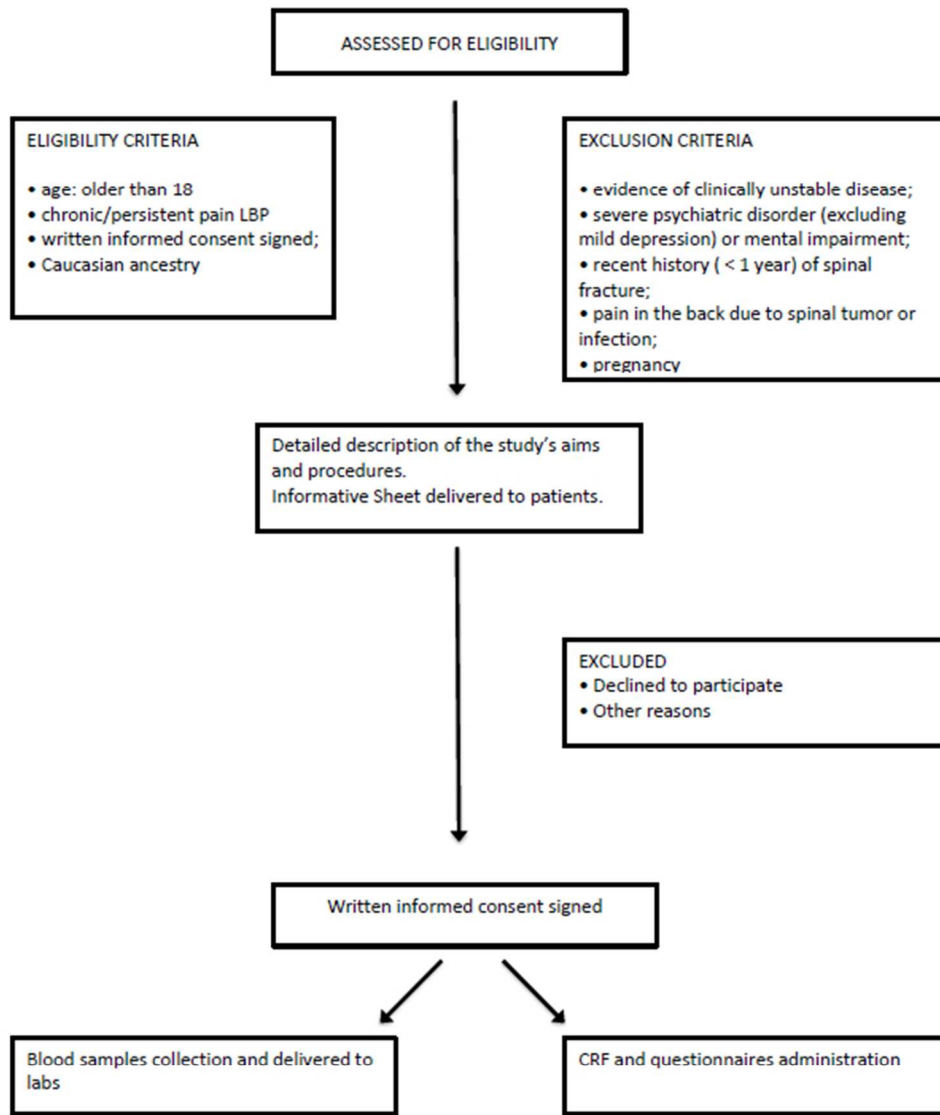 ASSESSED FOR ELIGIBILITY
ELIGIBILITY CRITERIA
• age: older than 18
• chronic/persistent pain LBP
• written informed consent signed;
• Caucasian ancestry
EXCLUSION CRITERIA
• evidence of clinically unstable disease;
• severe psychiatric disorder (excluding
mild depression) or mental impairment;
• recent history ( < 1 year) of spinal
fracture;
• pain in the back due to spinal tumor or
infection;
• pregnancy
Detailed description of the study's aims
and procedures.
Informative Sheet delivered to patients.
EXCLUDED
• Declined to participate
• Other reasons
Written informed consent signed
Blood samples collection and delivered to
labs
CRF and questionnaires administration